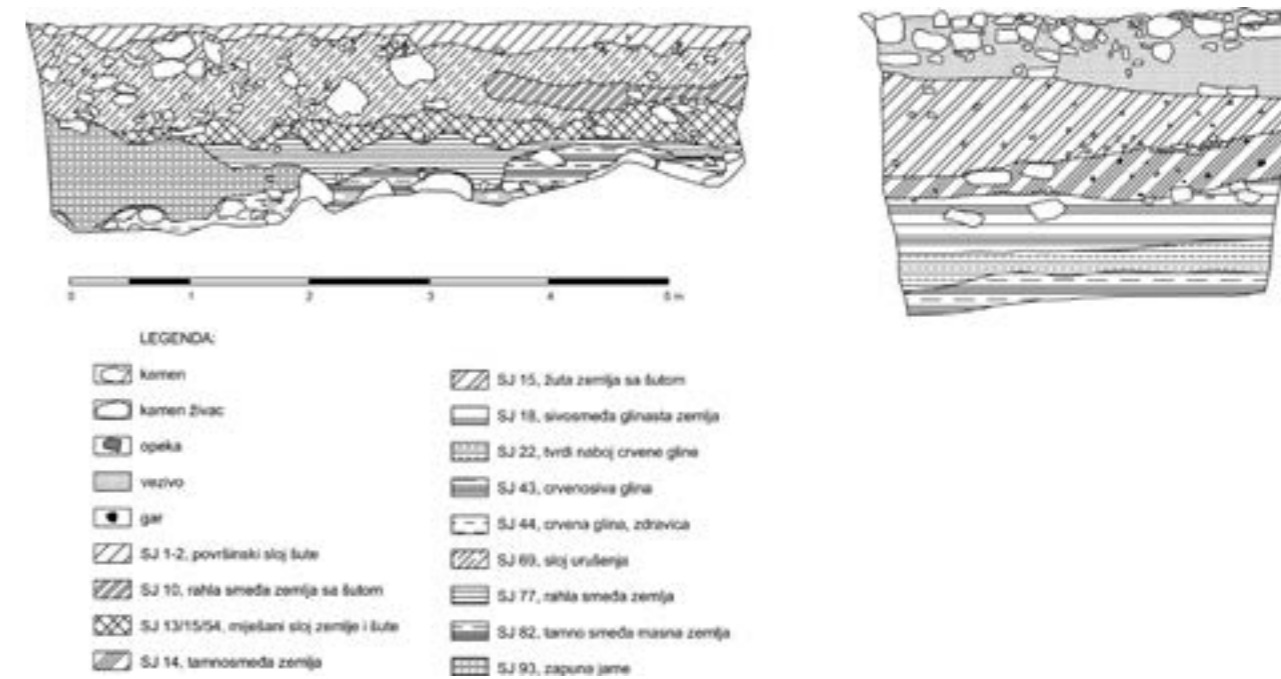 0 1 2 3 4 5 m
LEGENDA:
kamen
kamen živac
opeka
vezivo
gar
SJ 1-2, površinski sloj šute
SJ 10, rahla smeđa zemlja sa šutom
SJ 13/15/54, miješani sloj zemlje i šute
SJ 14, tamnosmeđa zemlja
SJ 15, žuta zemlja sa šutom
SJ 18, sivosmeđa glinasta zemlja
SJ 22, tvrdi naboj crvene gline
SJ 43, crvenosiva glina
SJ 44, crvena glina, zdravica
SJ 69, sloj urušenja
SJ 77, rahla smeđa zemlja
SJ 82, tamno smeđa masna zemlja
SJ 93, zapuna jame